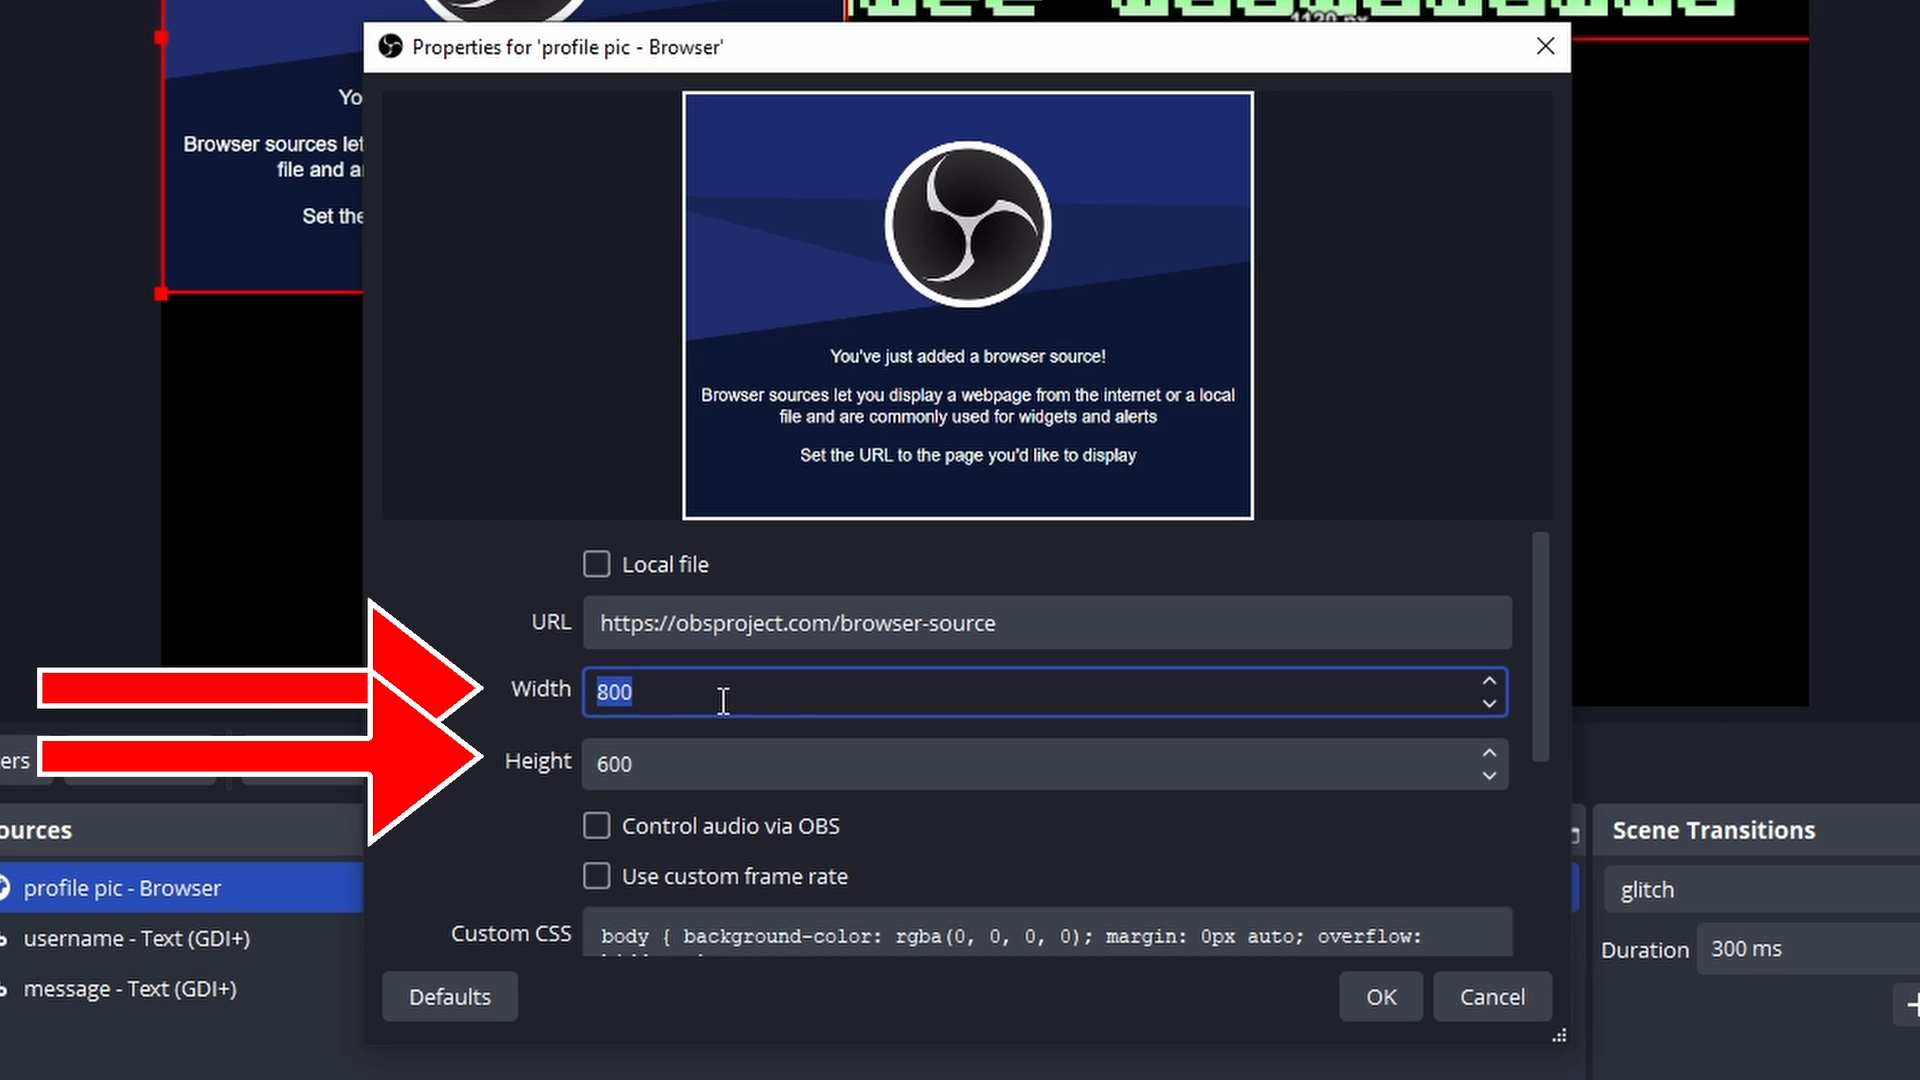 1120 px
Properties for 'profile pic - Browser'
Yo
Browser sources let
file and a
Set the
You've just added a browser source!
Browser sources let you display a webpage from the internet or a local
file and are commonly used for widgets and alerts
Set the URL to the page you'd like to display
Local file
URL https://obsproject.com/browser-source
Width 800
Height 600
Control audio via OBS
Use custom frame rate
Custom CSS body { background-color: rgba(0, 0, 0, 0); margin: 0px auto; overflow:
Defaults OK Cancel
ers
ources
profile pic - Browser
username - Text (GDI+)
message - Text (GDI+)
Scene Transitions
glitch
Duration 300 ms